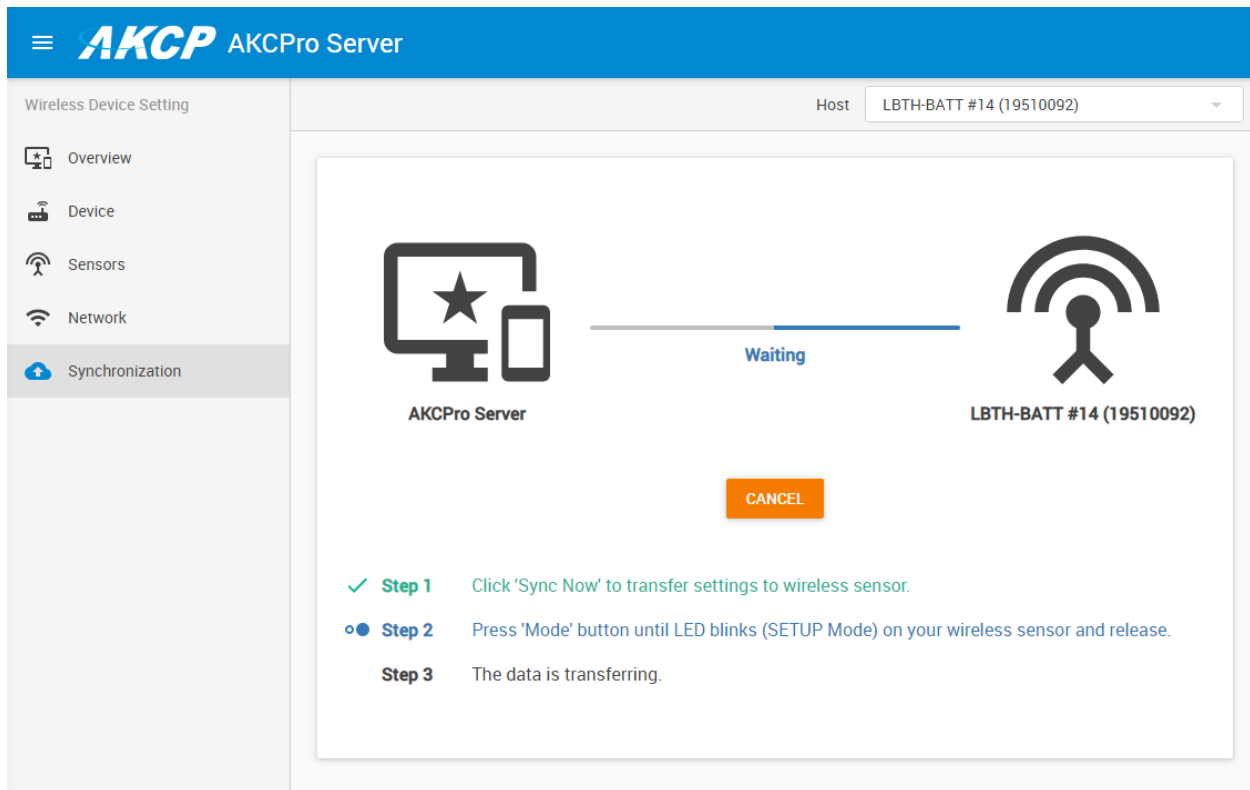 AKCP AKCPro Server
Wireless Device Setting
Host LBTH-BATT #14 (19510092)
Overview
Device
Sensors
Network
Synchronization
Waiting
AKCPro Server
LBTH-BATT #14 (19510092)
CANCEL
Step 1 Click 'Sync Now' to transfer settings to wireless sensor.
Step 2 Press 'Mode' button until LED blinks (SETUP Mode) on your wireless sensor and release.
Step 3 The data is transferring.